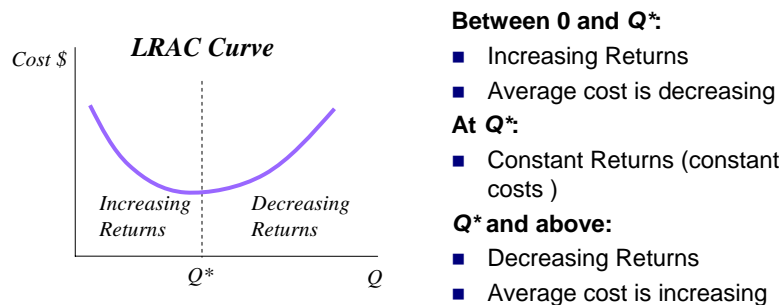 LRAC Curve
Cost $
Increasing
Returns
Decreasing
Returns
Q*
Q
Between 0 and Q*:
■ Increasing Returns
■ Average cost is decreasing
At Q*:
■ Constant Returns (constant
costs )
Q* and above:
■ Decreasing Returns
■ Average cost is increasing